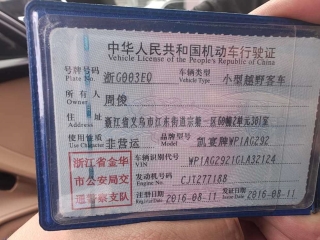 中华人民共和国机动车行驶证
Vehicle License of the People's Republic of China
号牌号码 Plate No. 浙G003EQ 车辆类型 Vehicle Type 小型越野客车
所有人 Owner 周俊
住址 Address 浙江省义乌市江东街道宗塘一区60幢2单元301室
使用性质 Use Character 非营运 品牌型号 Model 凯宴牌WP1AG292
浙江省金华市公安局交通警察支队
车辆识别代号 VIN WP1AG2921GLA32124
发动机号码 Engine No. CJT277188
注册日期 Register Date 2016-08-11 发证日期 Issue Date 2016-08-11